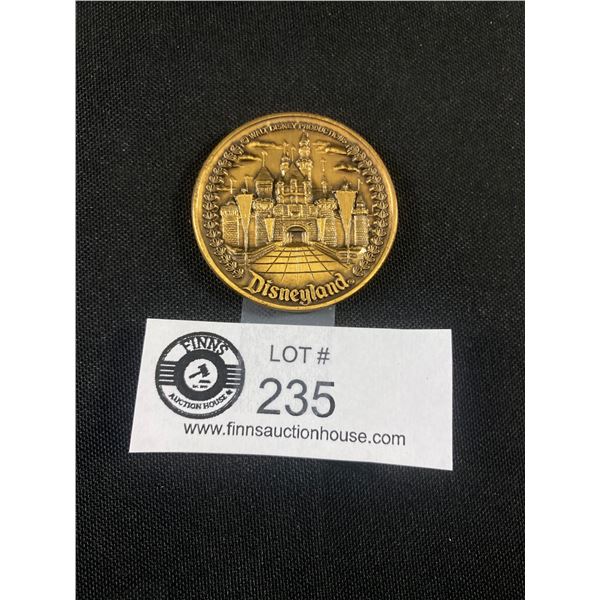 © WALT DISNEY PRODUCTIONS
Disneyland
FINNS
AUCTION HOUSE
LOT #
235
www.finnsauctionhouse.com